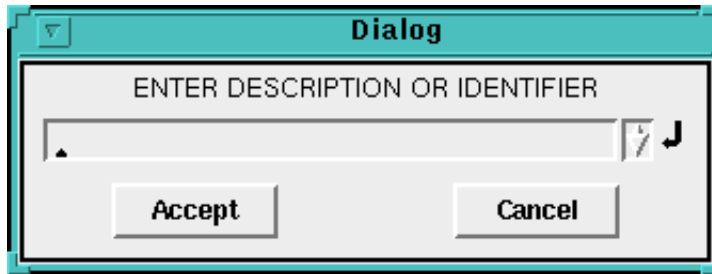 Dialog
ENTER DESCRIPTION OR IDENTIFIER
Accept
Cancel